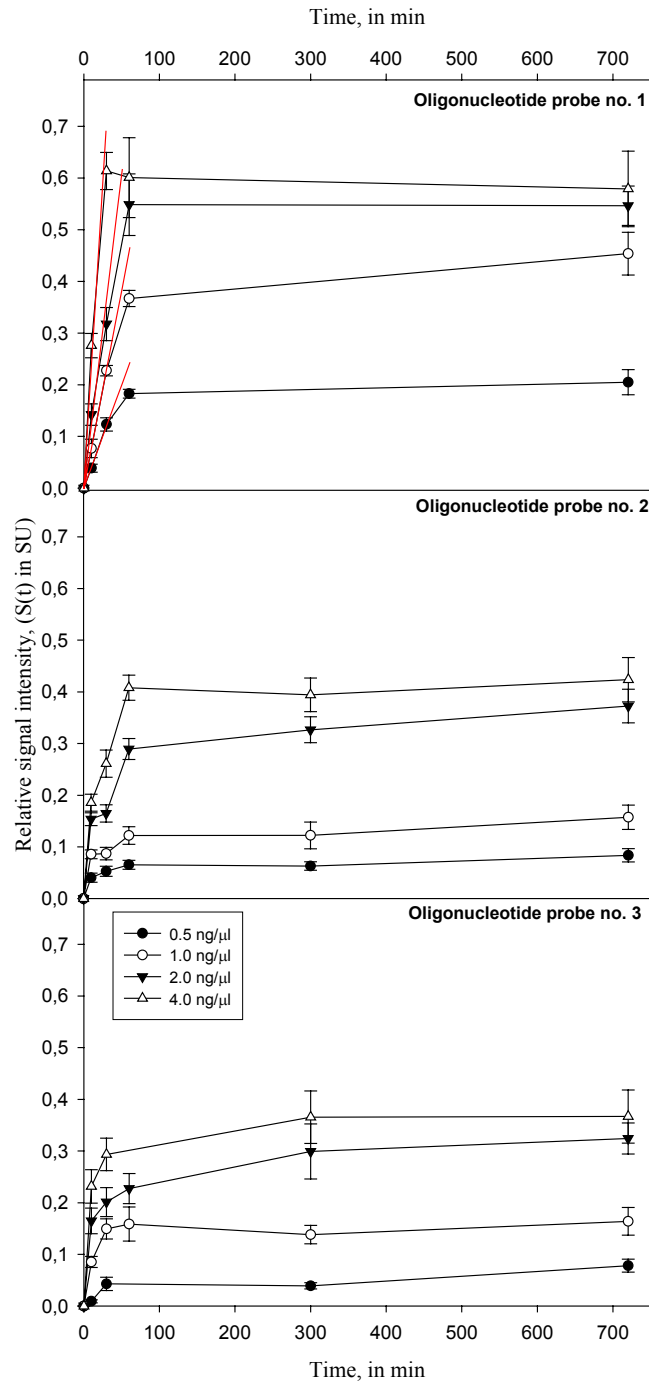 Time, in min
0 100 200 300 400 500 600 700
Oligonucleotide probe no. 1
0,7
0,6
0,5
0,4
0,3
0,2
0,1
0,0
Oligonucleotide probe no. 2
0,7
0,6
0,5
0,4
0,3
0,2
0,1
0,0
Relative signal intensity, (S(t) in SU)
Oligonucleotide probe no. 3
0.5 ng/μl
1.0 ng/μl
2.0 ng/μl
4.0 ng/μl
0,7
0,6
0,5
0,4
0,3
0,2
0,1
0,0
0 100 200 300 400 500 600 700
Time, in min